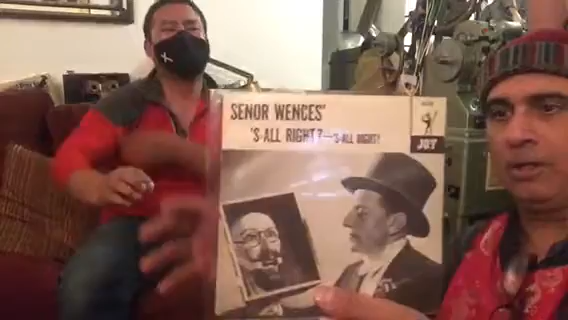 SENOR WENCES'
'S-ALL RIGHT?—'S-ALL RIGHT!
JOY